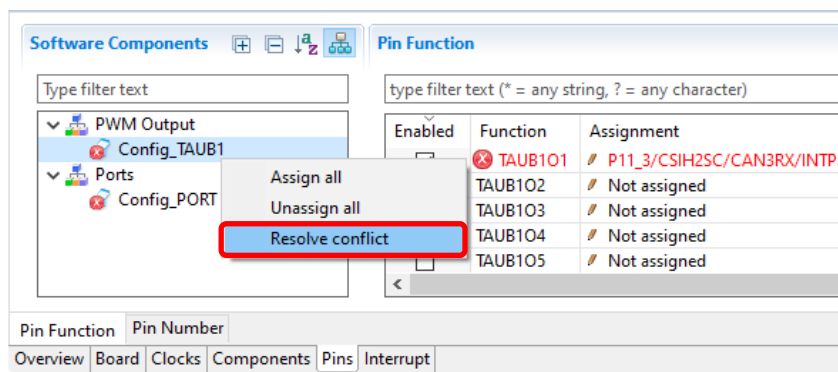 Software Components
Pin Function
Type filter text
type filter text (* = any string, ? = any character)
PWM Output
Config_TAUB1
Ports
Config_PORT
Assign all
Unassign all
Resolve conflict
Enabled Function Assignment
TAUB1O1 P11_3/CSIH2SC/CAN3RX/INTP
TAUB1O2 Not assigned
TAUB1O3 Not assigned
TAUB1O4 Not assigned
TAUB1O5 Not assigned
Pin Function Pin Number
Overview Board Clocks Components Pins Interrupt